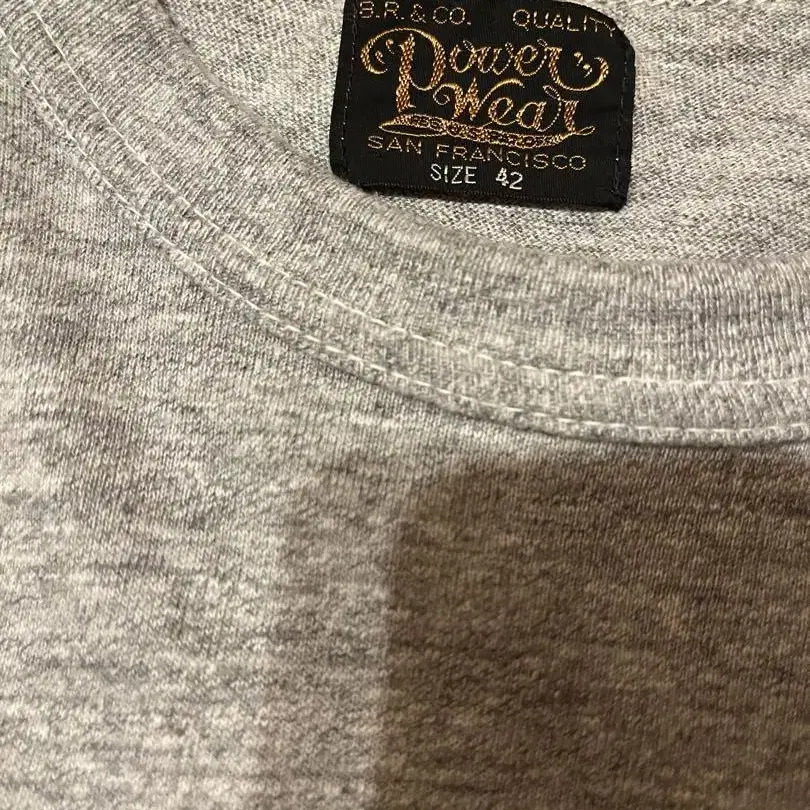 B.R. & CO. QUALITY
Power
Wear
SAN FRANCISCO
SIZE 42